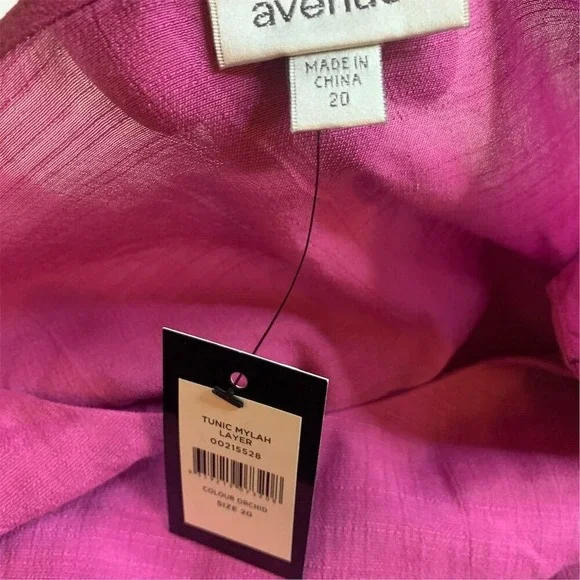 avenue
MADE IN
CHINA
20
TUNIC MYLAH
LAYER
00215528
COLOUR ORCHID
SIZE 20